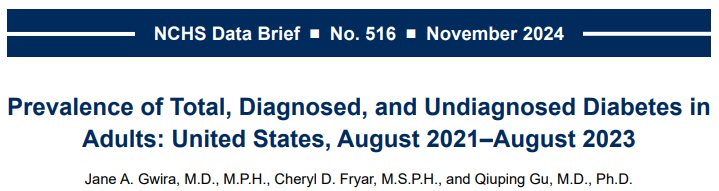 NCHS Data Brief ■ No. 516 ■ November 2024
Prevalence of Total, Diagnosed, and Undiagnosed Diabetes in
Adults: United States, August 2021–August 2023
Jane A. Gwira, M.D., M.P.H., Cheryl D. Fryar, M.S.P.H., and Qiuping Gu, M.D., Ph.D.